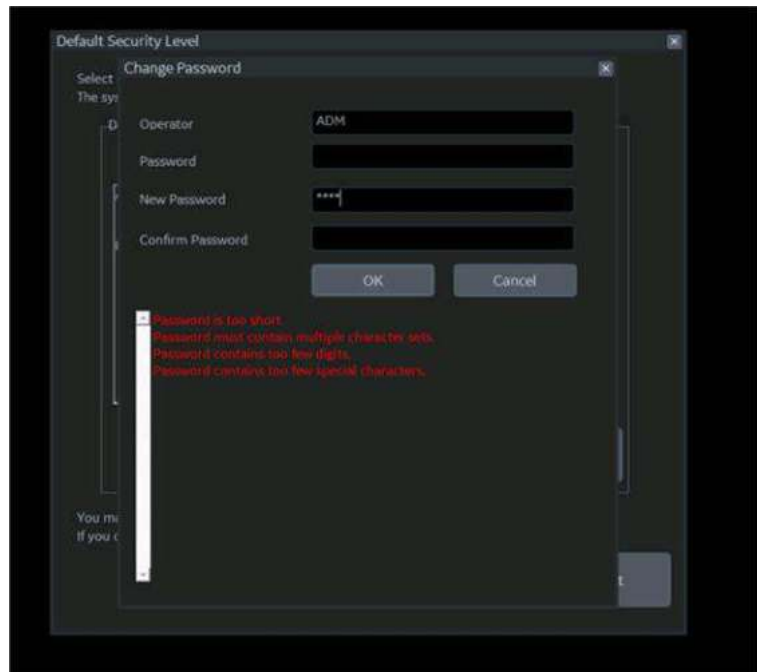 Default Security Level
Change Password
Select
The sys
Operator
ADM
Password
New Password
****
Confirm Password
OK
Cancel
Password is too short.
Password must contain multiple character sets.
Password contains too few digits.
Password contains too few special characters.
You ma
If you c
t